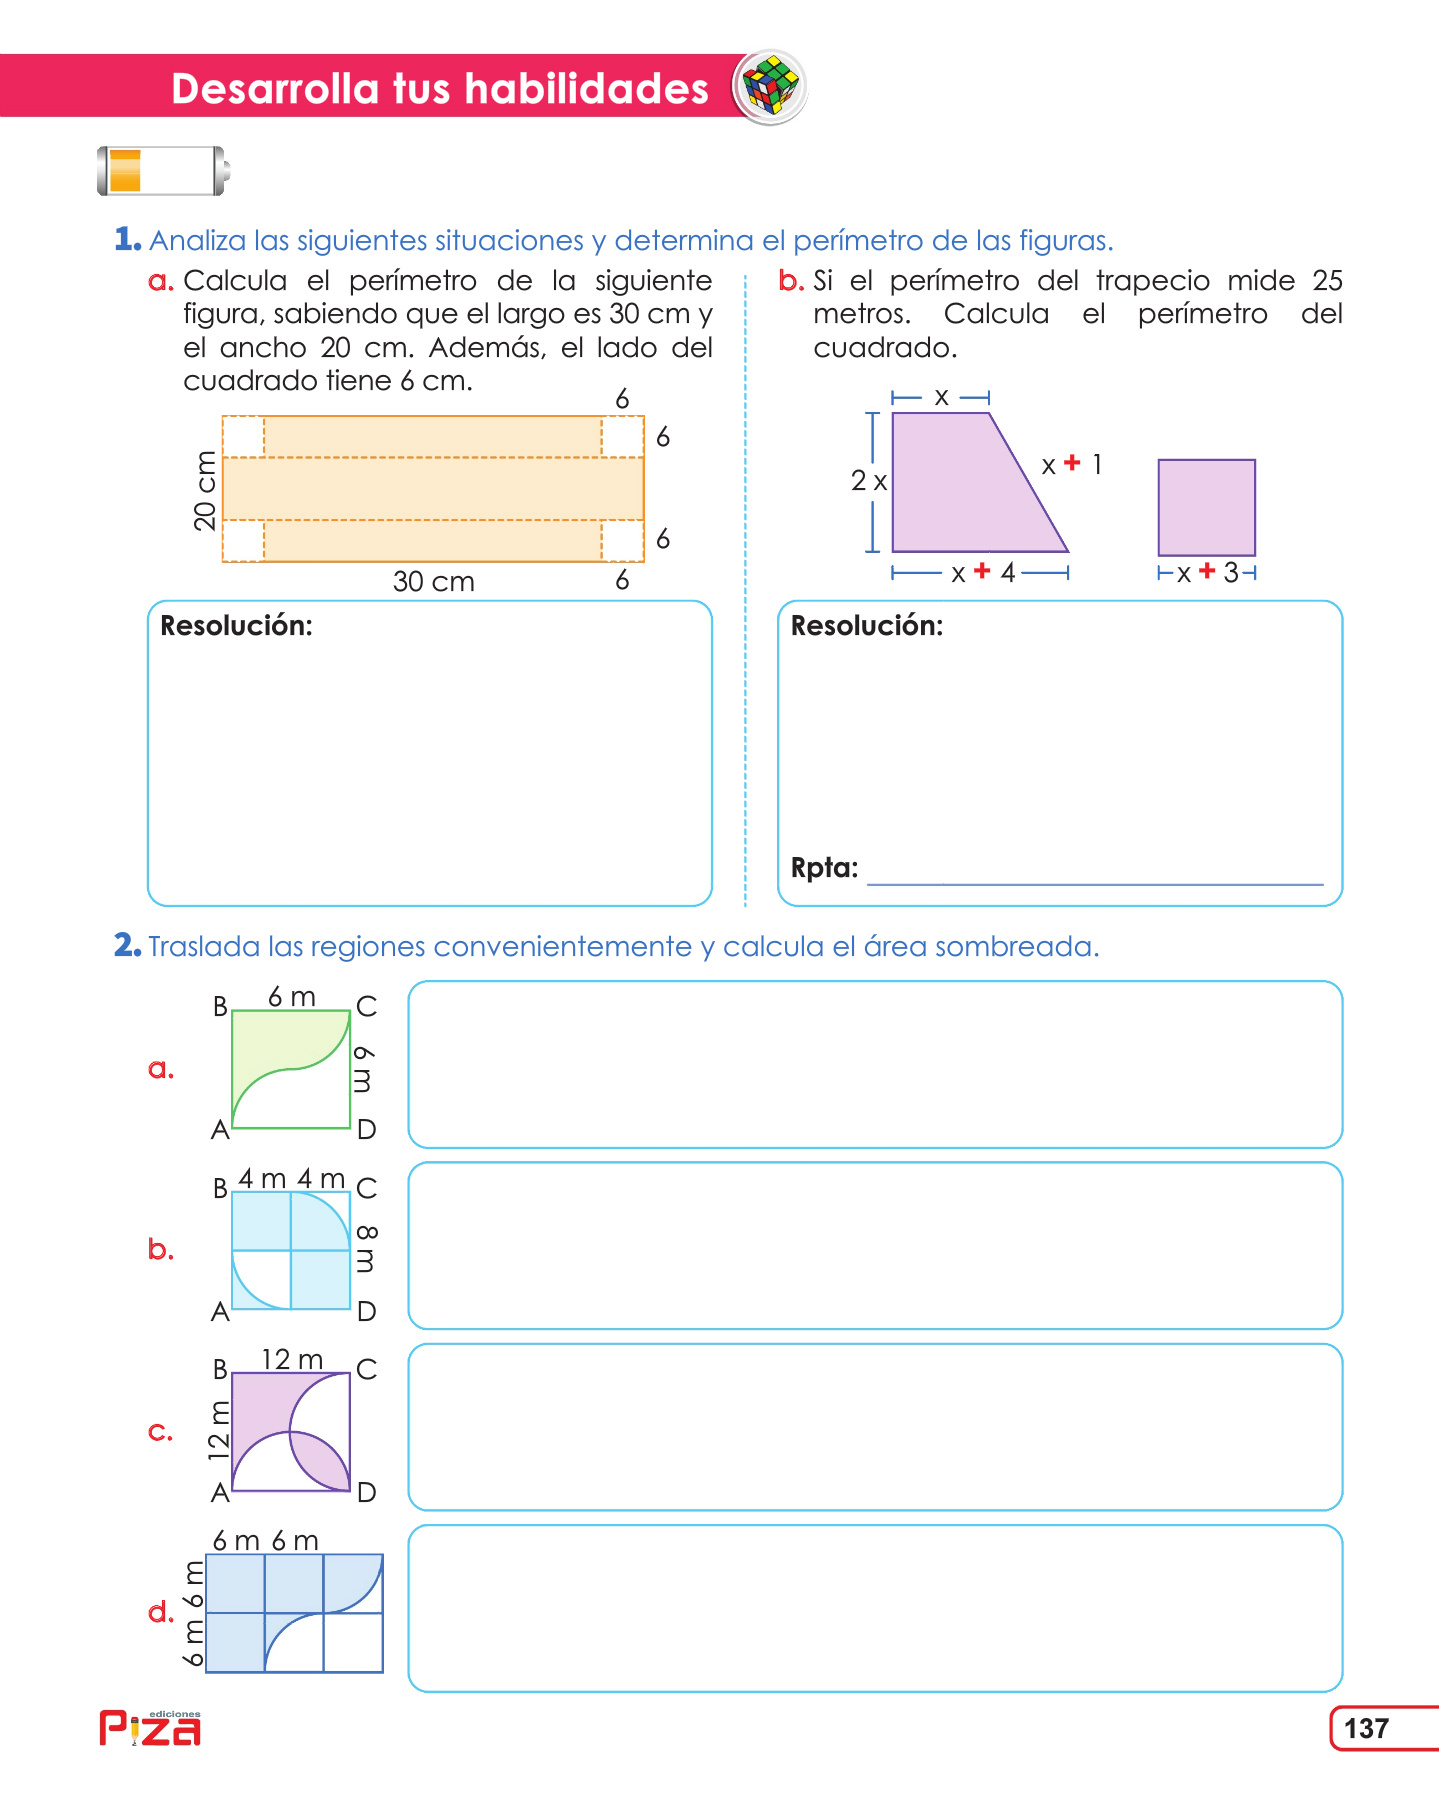 Desarrolla tus habilidades
1. Analiza las siguientes situaciones y determina el perímetro de las figuras.
a. Calcula el perímetro de la siguiente
figura, sabiendo que el largo es 30 cm y
el ancho 20 cm. Además, el lado del
cuadrado tiene 6 cm.
6
6
20 cm
6
30 cm
6
Resolución:
b. Si el perímetro del trapecio mide 25
metros. Calcula el perímetro del
cuadrado.
x
2 x
x + 1
x + 4
x + 3
Resolución:
Rpta:
2. Traslada las regiones convenientemente y calcula el área sombreada.
a.
B 6 m C
6 m
A D
b.
B 4 m 4 m C
8 m
A D
c.
B 12 m C
12 m
A D
d.
6 m 6 m
6 m 6 m
ediciones
Piza
137